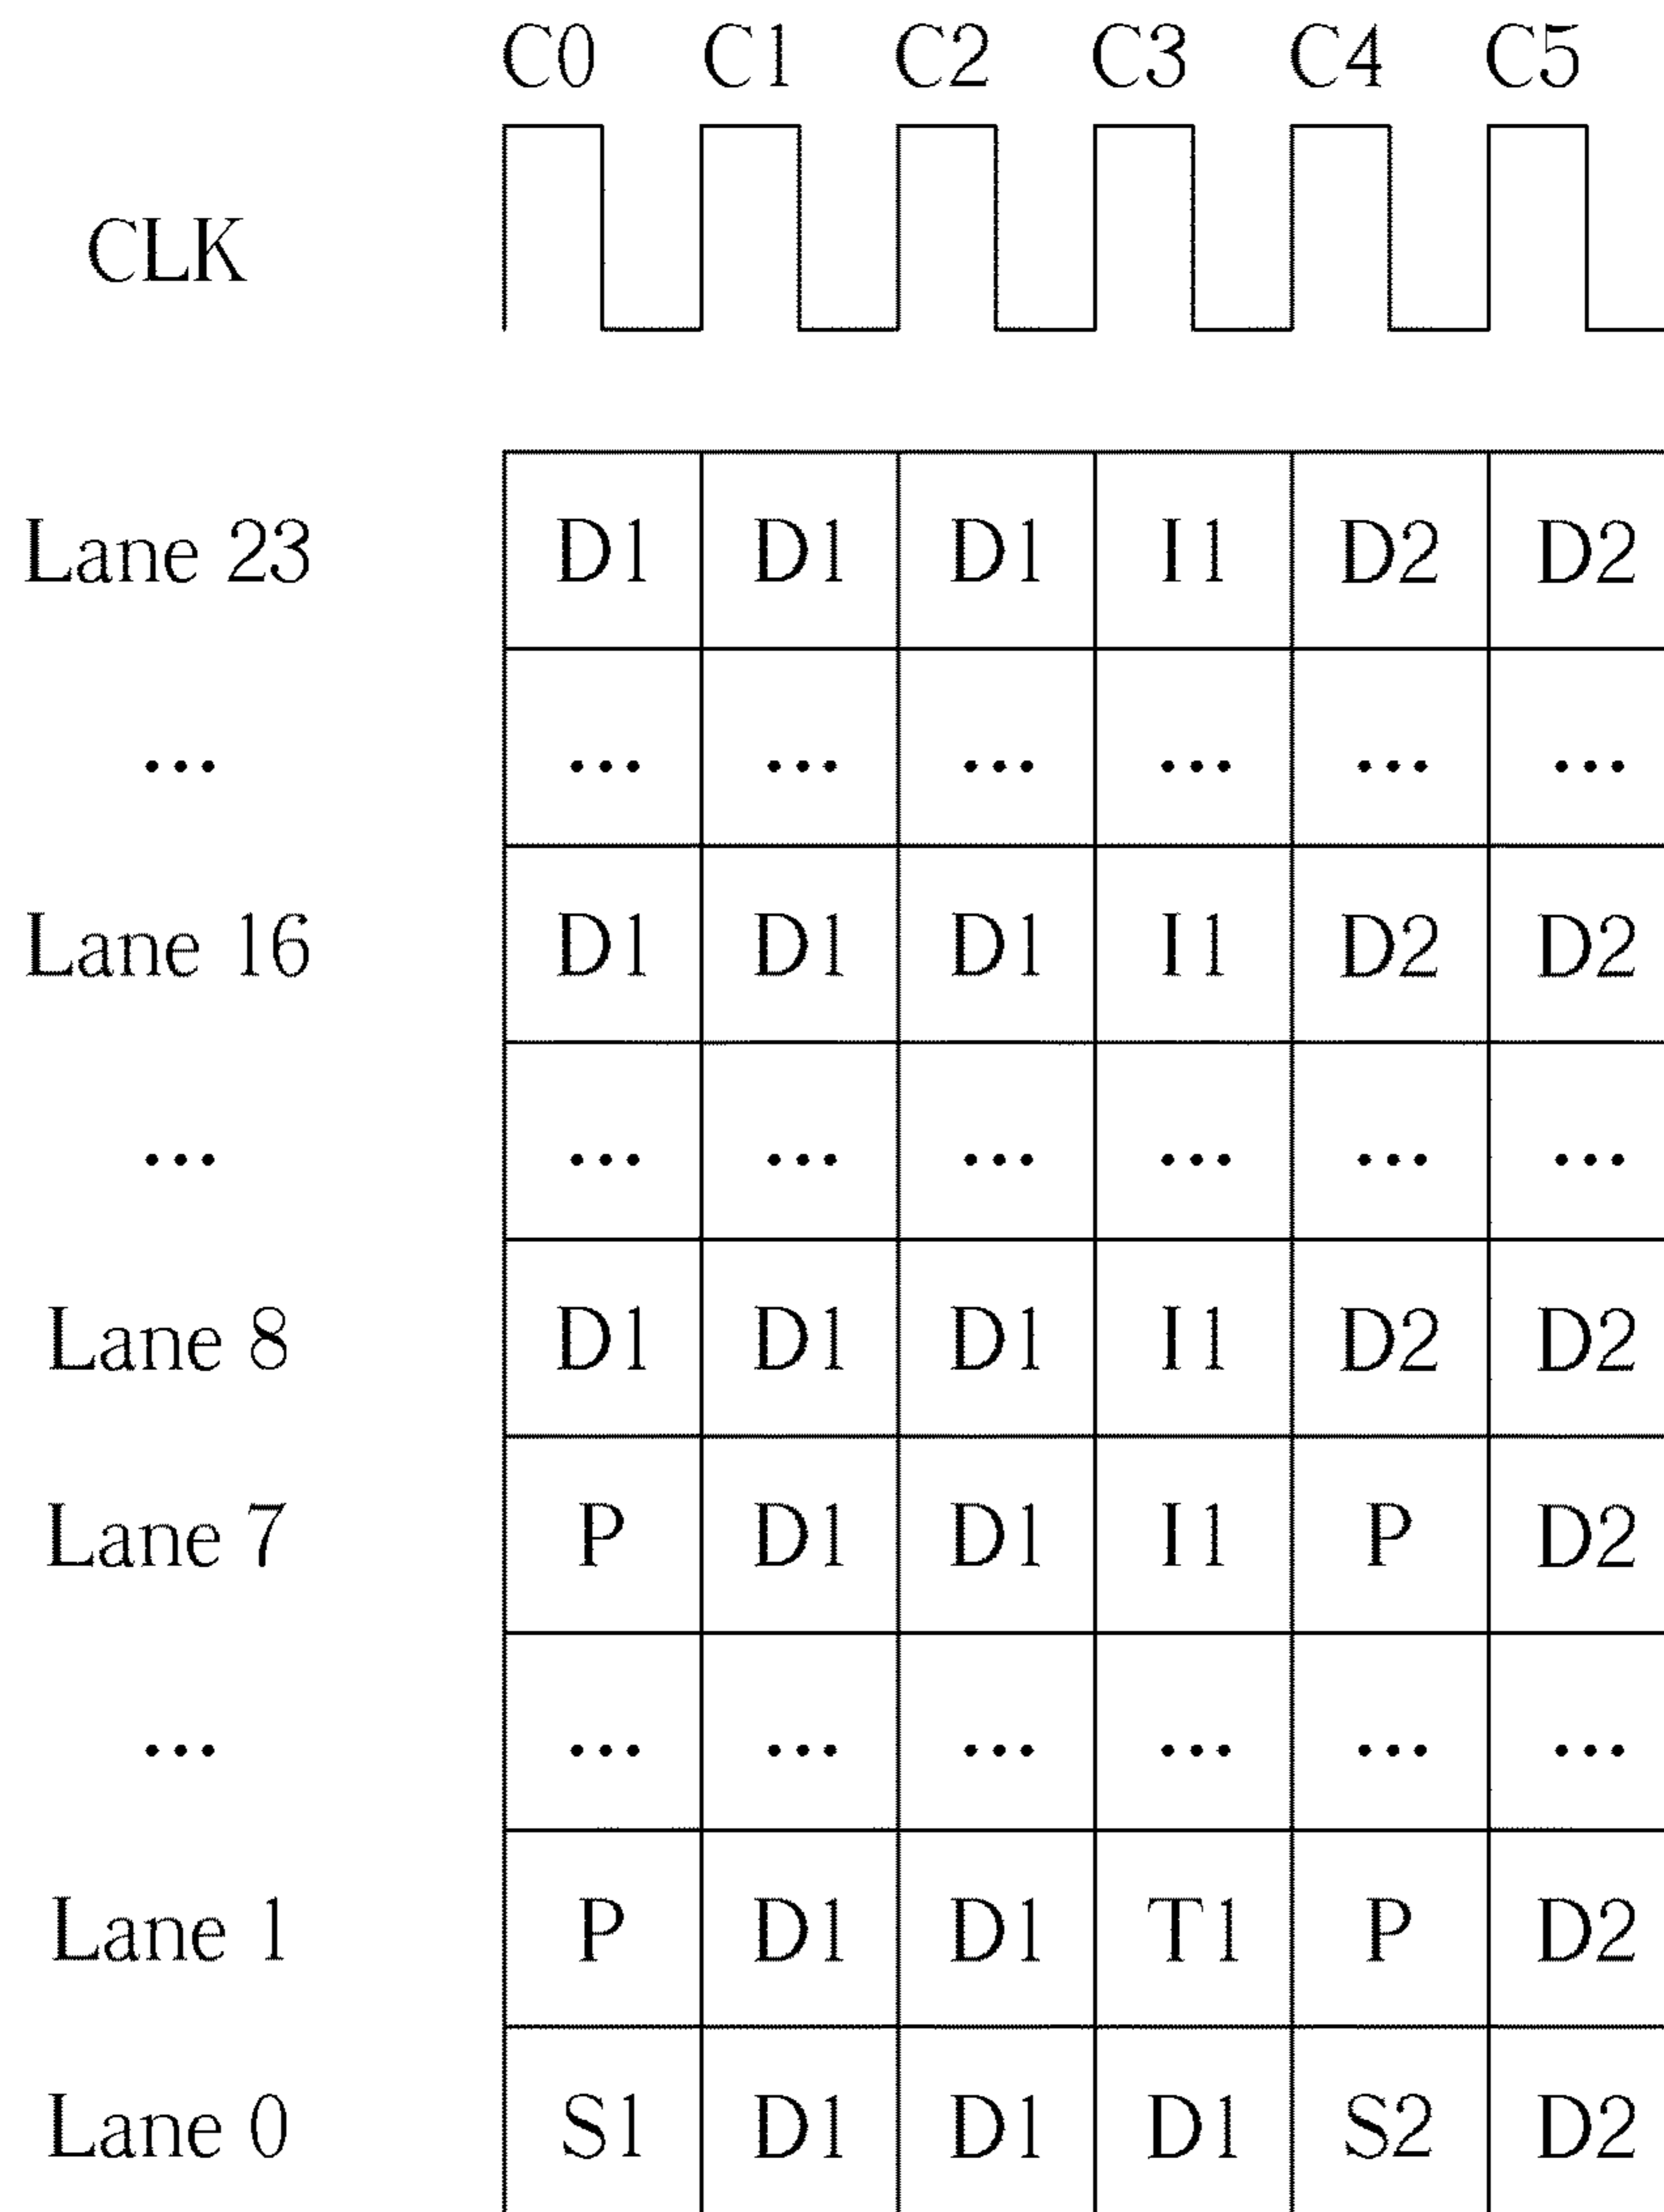 C0 C1 C2 C3 C4 C5
CLK
Lane 23 D1 D1 D1 I1 D2 D2
... ... ... ... ... ... ...
Lane 16 D1 D1 D1 I1 D2 D2
... ... ... ... ... ... ...
Lane 8 D1 D1 D1 I1 D2 D2
Lane 7 P D1 D1 I1 P D2
... ... ... ... ... ... ...
Lane 1 P D1 D1 T1 P D2
Lane 0 S1 D1 D1 D1 S2 D2